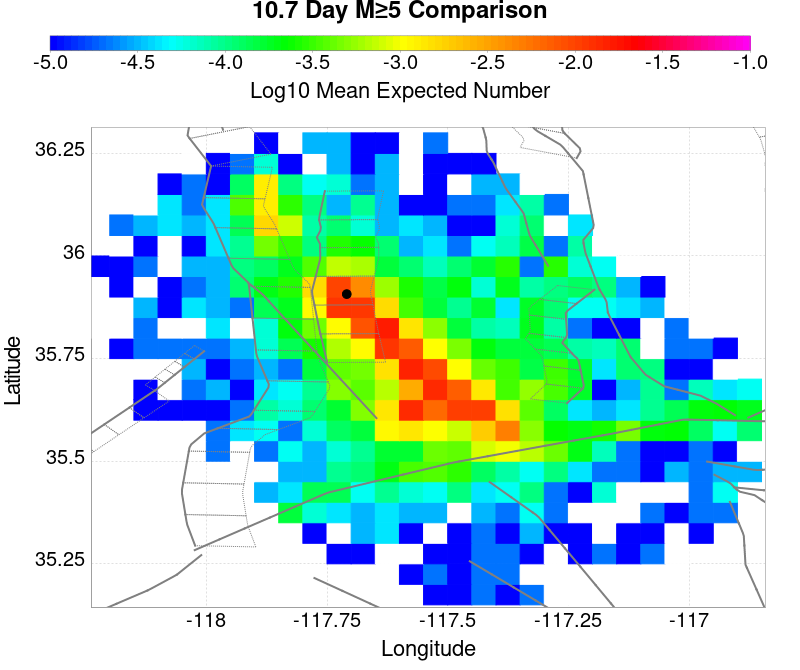 10.7 Day M≥5 Comparison
-5.0 -4.5 -4.0 -3.5 -3.0 -2.5 -2.0 -1.5 -1.0
Log10 Mean Expected Number
36.25
36
35.75
35.5
35.25
Latitude
-118 -117.75 -117.5 -117.25 -117
Longitude